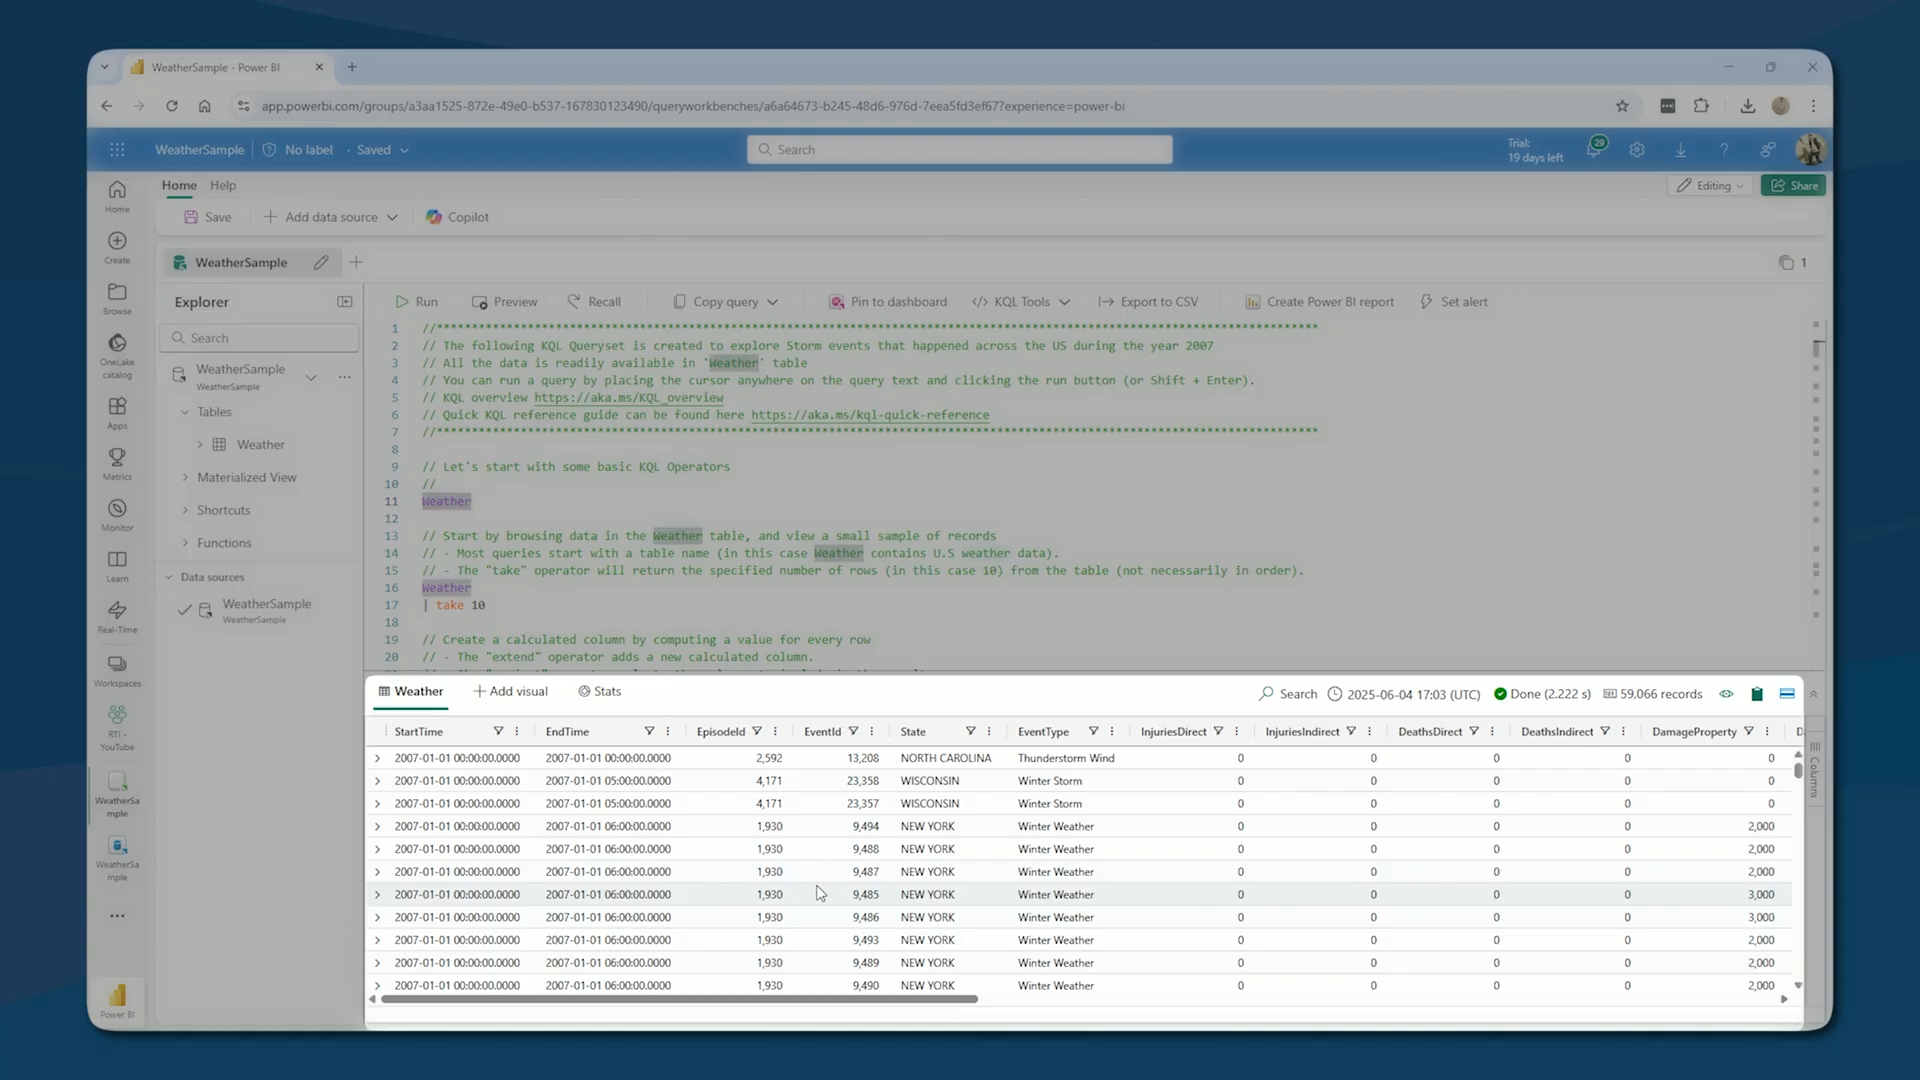 WeatherSample - Power BI
app.powerbi.com/groups/a3aa1525-872e-49e0-b537-167830123490/queryworkbenches/a6a64673-b245-48d6-976d-7eea5fd3ef67?experience=power-bi
WeatherSample No label · Saved Search Trial: 29
19 days left
Home Help Editing Share
Home
Save Add data source Copilot
Create
WeatherSample 1
Browse
Explorer Run Preview Recall Copy query Pin to dashboard </> KQL Tools Export to CSV Create Power BI report Set alert
Search
OneLake catalog
WeatherSample
WeatherSample
Tables
Apps
Weather
Metrics
Materialized View
Shortcuts
Monitor
Functions
Learn
Data sources
WeatherSample
WeatherSample
Real-Time
Workspaces
RTI - YouTube
WeatherSa mple
WeatherSa mple
Power BI
1 //**********************************************************************************************************************************
2 // The following KQL Queryset is created to explore Storm events that happened across the US during the year 2007
3 // All the data is readily available in `Weather` table
4 // You can run a query by placing the cursor anywhere on the query text and clicking the run button (or Shift + Enter).
5 // KQL overview https://aka.ms/KQL_overview
6 // Quick KQL reference guide can be found here https://aka.ms/kql-quick-reference
7 //**********************************************************************************************************************************
8
9 // Let's start with some basic KQL Operators
10 //
11 Weather
12
13 // Start by browsing data in the Weather table, and view a small sample of records
14 // - Most queries start with a table name (in this case Weather contains U.S weather data).
15 // - The "take" operator will return the specified number of rows (in this case 10) from the table (not necessarily in order).
16 Weather
17 | take 10
18
19 // Create a calculated column by computing a value for every row
20 // - The "extend" operator adds a new calculated column.
Weather Add visual Stats Search 2025-06-04 17:03 (UTC) Done (2.222 s) 59,066 records
StartTime EndTime EpisodeId EventId State EventType InjuriesDirect InjuriesIndirect DeathsDirect DeathsIndirect DamageProperty D
2007-01-01 00:00:00.0000 2007-01-01 00:00:00.0000 2,592 13,208 NORTH CAROLINA Thunderstorm Wind 0 0 0 0 0
2007-01-01 00:00:00.0000 2007-01-01 05:00:00.0000 4,171 23,358 WISCONSIN Winter Storm 0 0 0 0 0
2007-01-01 00:00:00.0000 2007-01-01 05:00:00.0000 4,171 23,357 WISCONSIN Winter Storm 0 0 0 0 0
2007-01-01 00:00:00.0000 2007-01-01 06:00:00.0000 1,930 9,494 NEW YORK Winter Weather 0 0 0 0 2,000
2007-01-01 00:00:00.0000 2007-01-01 06:00:00.0000 1,930 9,488 NEW YORK Winter Weather 0 0 0 0 2,000
2007-01-01 00:00:00.0000 2007-01-01 06:00:00.0000 1,930 9,487 NEW YORK Winter Weather 0 0 0 0 2,000
2007-01-01 00:00:00.0000 2007-01-01 06:00:00.0000 1,930 9,485 NEW YORK Winter Weather 0 0 0 0 3,000
2007-01-01 00:00:00.0000 2007-01-01 06:00:00.0000 1,930 9,486 NEW YORK Winter Weather 0 0 0 0 3,000
2007-01-01 00:00:00.0000 2007-01-01 06:00:00.0000 1,930 9,493 NEW YORK Winter Weather 0 0 0 0 2,000
2007-01-01 00:00:00.0000 2007-01-01 06:00:00.0000 1,930 9,489 NEW YORK Winter Weather 0 0 0 0 2,000
2007-01-01 00:00:00.0000 2007-01-01 06:00:00.0000 1,930 9,490 NEW YORK Winter Weather 0 0 0 0 2,000
Columns